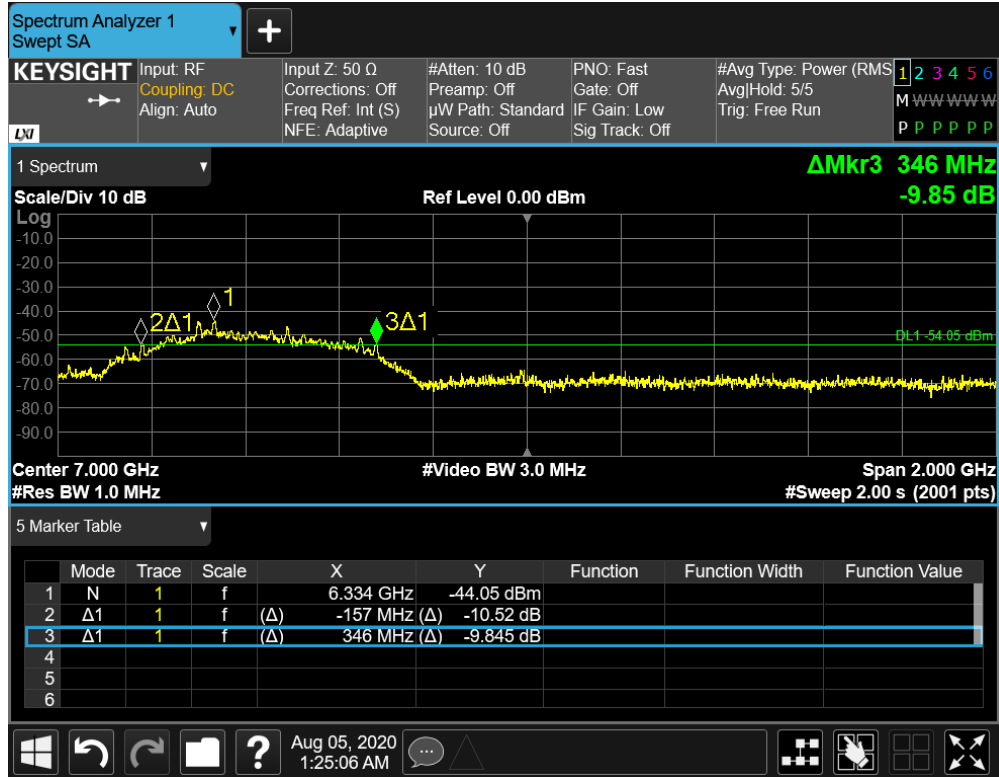 Spectrum Analyzer 1
Swept SA
▼
+
KEYSIGHT Input: RF Input Z: 50 Ω #Atten: 10 dB PNO: Fast #Avg Type: Power (RMS 1 2 3 4 5 6
Coupling: DC Corrections: Off Preamp: Off Gate: Off Avg|Hold: 5/5
Align: Auto Freq Ref: Int (S) µW Path: Standard IF Gain: Low Trig: Free Run M W W W W W
LXI NFE: Adaptive Source: Off Sig Track: Off P P P P P P
1 Spectrum ▼ ΔMkr3 346 MHz
Scale/Div 10 dB Ref Level 0.00 dBm -9.85 dB
Log
-10.0
-20.0
-30.0
1
-40.0
2Δ1 3Δ1
-50.0
DL1 -54.05 dBm
-60.0
-70.0
-80.0
-90.0
Center 7.000 GHz #Video BW 3.0 MHz Span 2.000 GHz
#Res BW 1.0 MHz #Sweep 2.00 s (2001 pts)
5 Marker Table ▼
Mode Trace Scale X Y Function Function Width Function Value
1 N 1 f 6.334 GHz -44.05 dBm
2 Δ1 1 f (Δ) -157 MHz (Δ) -10.52 dB
3 Δ1 1 f (Δ) 346 MHz (Δ) -9.845 dB
4
5
6
? Aug 05, 2020
1:25:06 AM